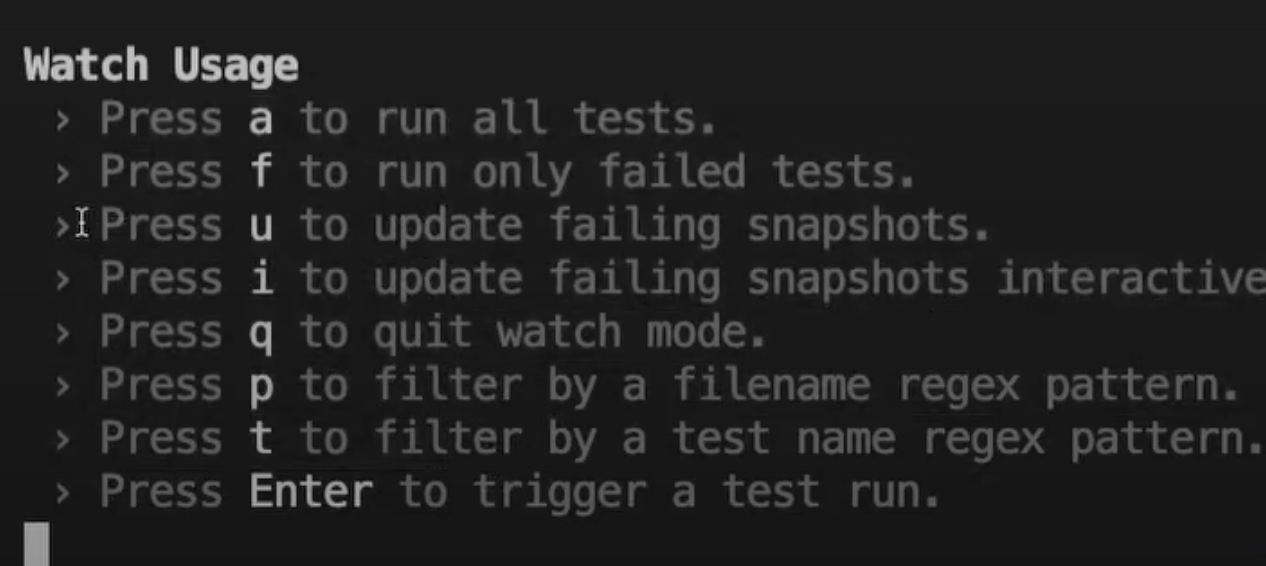 Watch Usage
› Press a to run all tests.
› Press f to run only failed tests.
› Press u to update failing snapshots.
› Press i to update failing snapshots interactive
› Press q to quit watch mode.
› Press p to filter by a filename regex pattern.
› Press t to filter by a test name regex pattern.
› Press Enter to trigger a test run.